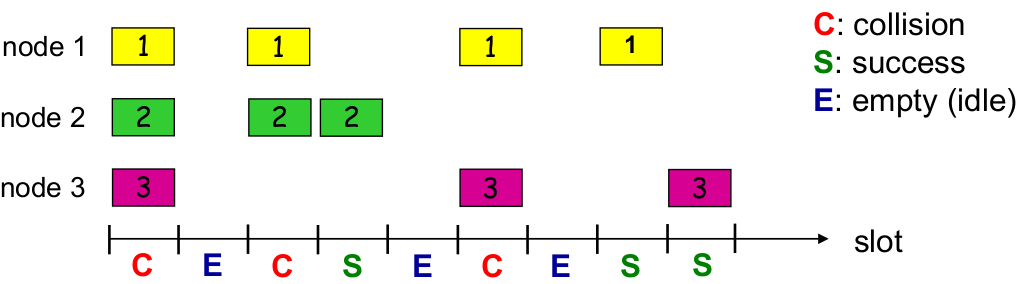 node 1 1 1 1 1
node 2 2 2 2
node 3 3 3 3
slot
C E C S E C E S S
C: collision
S: success
E: empty (idle)